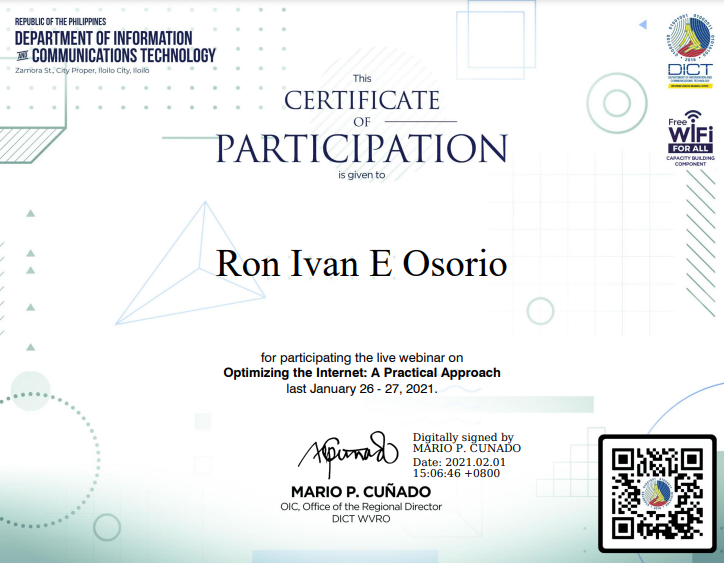 REPUBLIC OF THE PHILIPPINES
DEPARTMENT OF INFORMATION
AND COMMUNICATIONS TECHNOLOGY
Zamora St., City Proper, Iloilo City, Iloilo
DICT
Free
WiFi
FOR ALL
CAPACITY BUILDING
COMPONENT
This
CERTIFICATE
OF
PARTICIPATION
is given to
Ron Ivan E Osorio
for participating the live webinar on
Optimizing the Internet: A Practical Approach
last January 26 - 27, 2021.
Digitally signed by
MARIO P. CUNADO
Date: 2021.02.01
15:06:46 +0800
MARIO P. CUÑADO
OIC, Office of the Regional Director
DICT WVRO